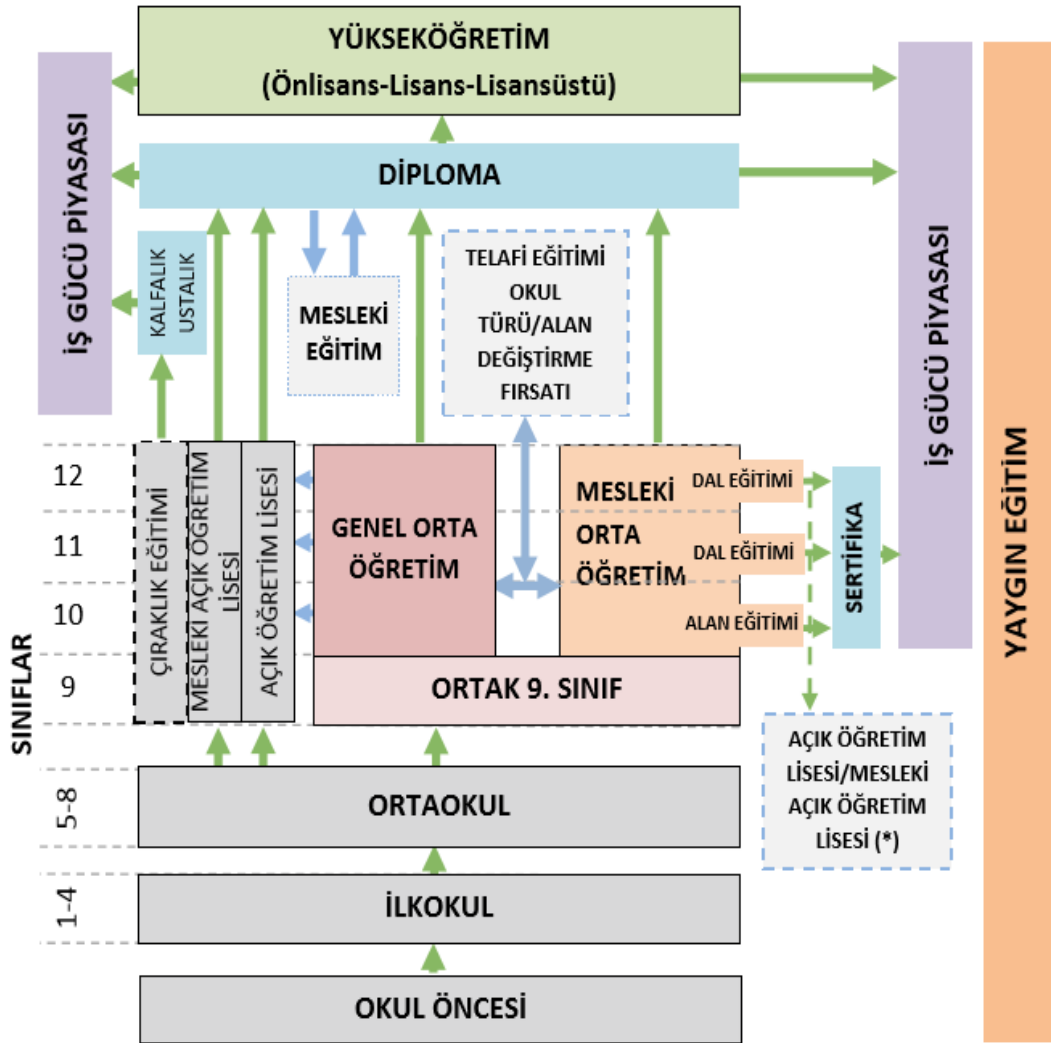 YÜKSEKÖĞRETİM
(Önlisans-Lisans-Lisansüstü)
İŞ GÜCÜ PİYASASI
DİPLOMA
İŞ GÜCÜ PİYASASI
YAYGIN EĞİTİM
KALFALIK
USTALIK
MESLEKİ
EĞİTİM
TELAFİ EĞİTİMİ
OKUL
TÜRÜ/ALAN
DEĞİŞTİRME
FIRSATI
SINIFLAR
12
11
10
9
ÇIRAKLIK EĞİTİMİ
MESLEKİ AÇIK ÖĞRETİM
LİSESİ
AÇIK ÖĞRETİM LİSESİ
GENEL ORTA
ÖĞRETİM
MESLEKİ
ORTA
ÖĞRETİM
DAL EĞİTİMİ
DAL EĞİTİMİ
ALAN EĞİTİMİ
SERTİFİKA
ORTAK 9. SINIF
AÇIK ÖĞRETİM
LİSESİ/MESLEKİ
AÇIK ÖĞRETİM
LİSESİ (*)
5-8
ORTAOKUL
1-4
İLKOKUL
OKUL ÖNCESİ